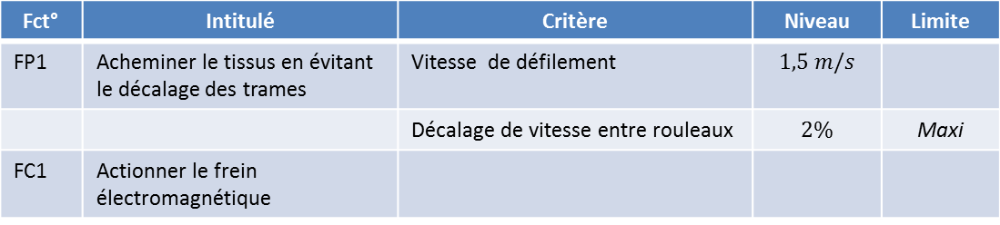 Fct° Intitulé Critère Niveau Limite
FP1 Acheminer le tissus en évitant Vitesse de défilement 1,5 m/s
le décalage des trames
Décalage de vitesse entre rouleaux 2% Maxi
FC1 Actionner le frein
électromagnétique